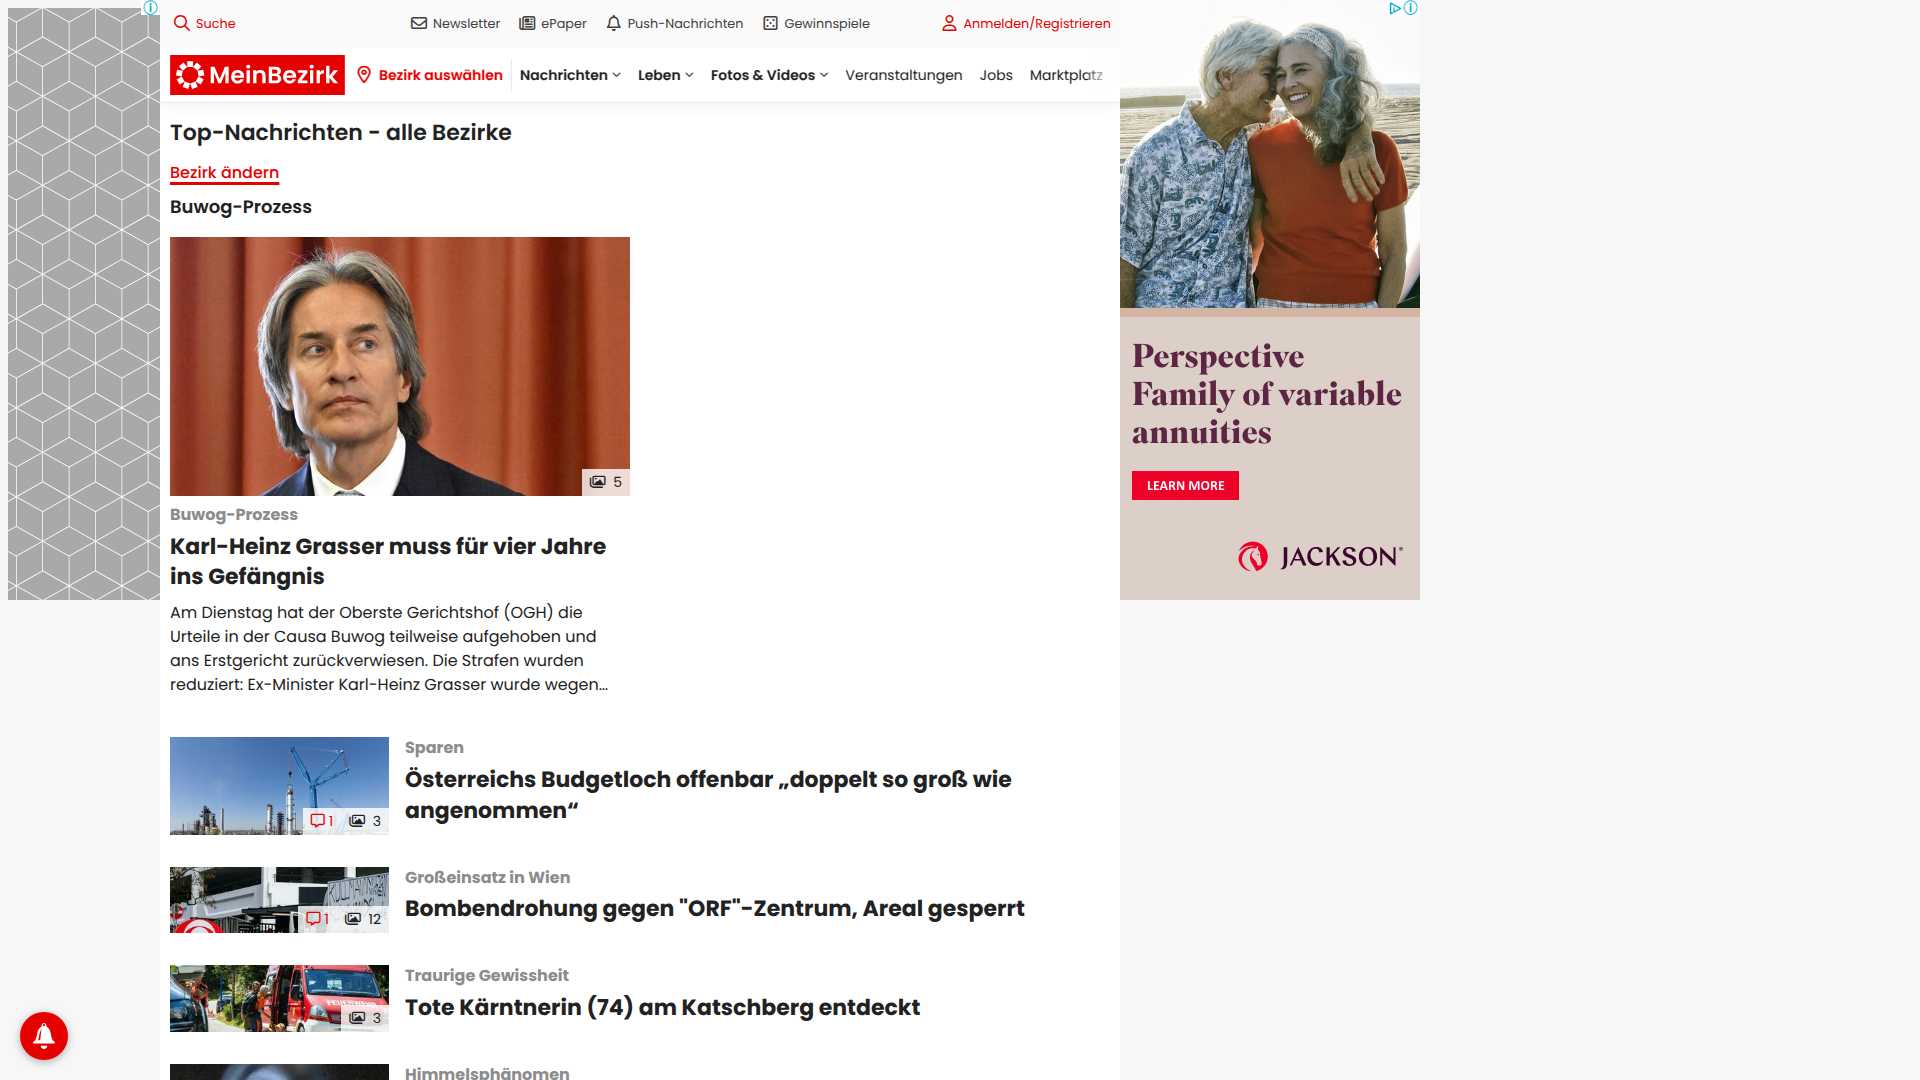 Suche
Newsletter
ePaper
Push-Nachrichten
Gewinnspiele
Anmelden/Registrieren
MeinBezirk
Bezirk auswählen
Nachrichten
Leben
Fotos & Videos
Veranstaltungen
Jobs
Marktplatz
Top-Nachrichten - alle Bezirke
Bezirk ändern
Buwog-Prozess
5
Buwog-Prozess
Karl-Heinz Grasser muss für vier Jahre
ins Gefängnis
Am Dienstag hat der Oberste Gerichtshof (OGH) die
Urteile in der Causa Buwog teilweise aufgehoben und
ans Erstgericht zurückverwiesen. Die Strafen wurden
reduziert: Ex-Minister Karl-Heinz Grasser wurde wegen...
1 3
Sparen
Österreichs Budgetloch offenbar „doppelt so groß wie
angenommen“
1 12
Großeinsatz in Wien
Bombendrohung gegen "ORF"-Zentrum, Areal gesperrt
3
Traurige Gewissheit
Tote Kärntnerin (74) am Katschberg entdeckt
Himmelsphänomen
Perspective
Family of variable
annuities
LEARN MORE
JACKSON®